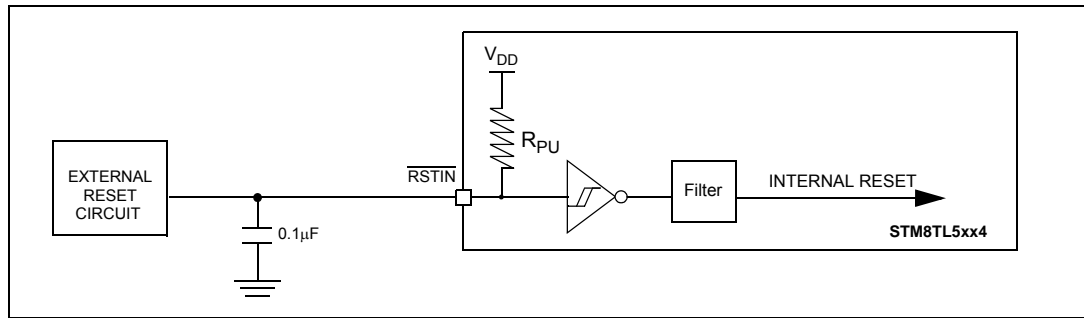 V_DD
R_PU
EXTERNAL
RESET
CIRCUIT
RSTIN
Filter
INTERNAL RESET
0.1µF
STM8TL5xx4